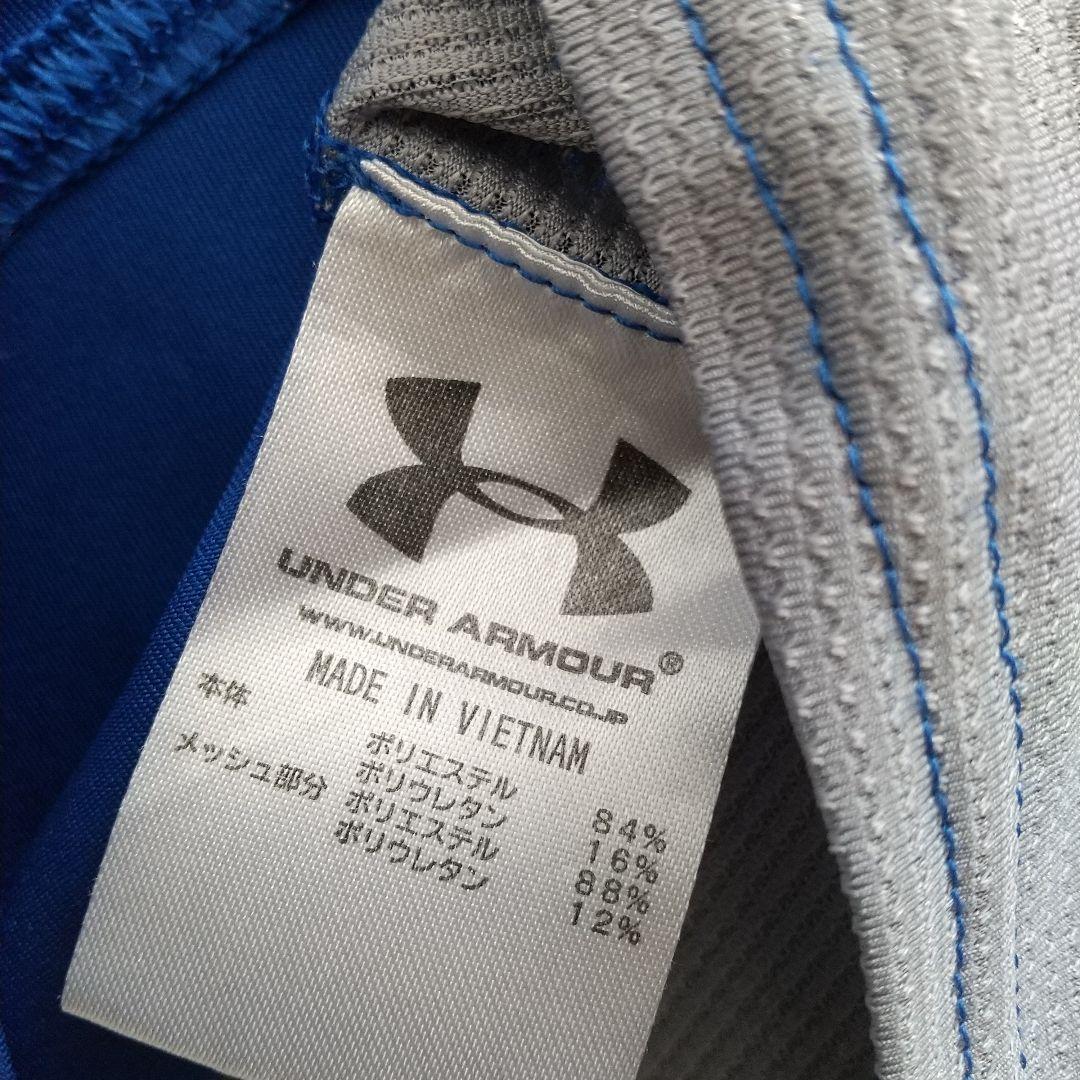 UNDER ARMOUR®
WWW.UNDERARMOUR.CO.JP
MADE IN VIETNAM
本体 ポリエステル 84%
ポリウレタン 16%
メッシュ部分 ポリエステル 88%
ポリウレタン 12%